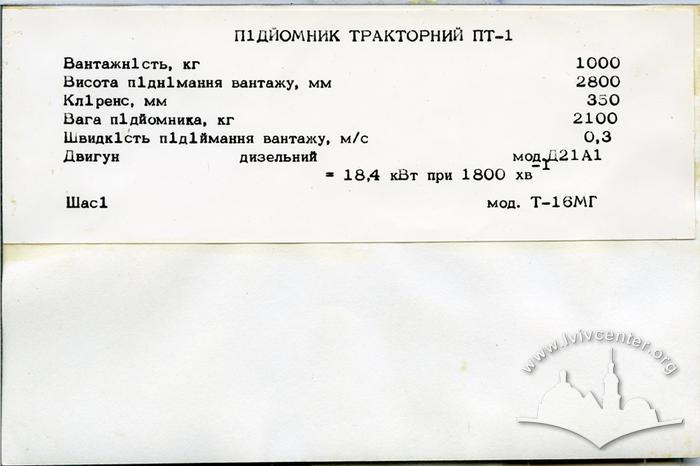 П1ДЙОМНИК ТРАКТОРНИЙ ПТ-1
Вантажн1сть, кг 1000
Висота п1дн1мання вантажу, мм 2800
Кл1ренс, мм 350
Вага п1дйомника, кг 2100
Швидк1сть п1д1ймання вантажу, м/с 0,3
Двигун дизельний мод.Д21А1
= 18,4 кВт при 1800 хв-1
Шас1 мод. Т-16МГ
www.lvivcenter.org